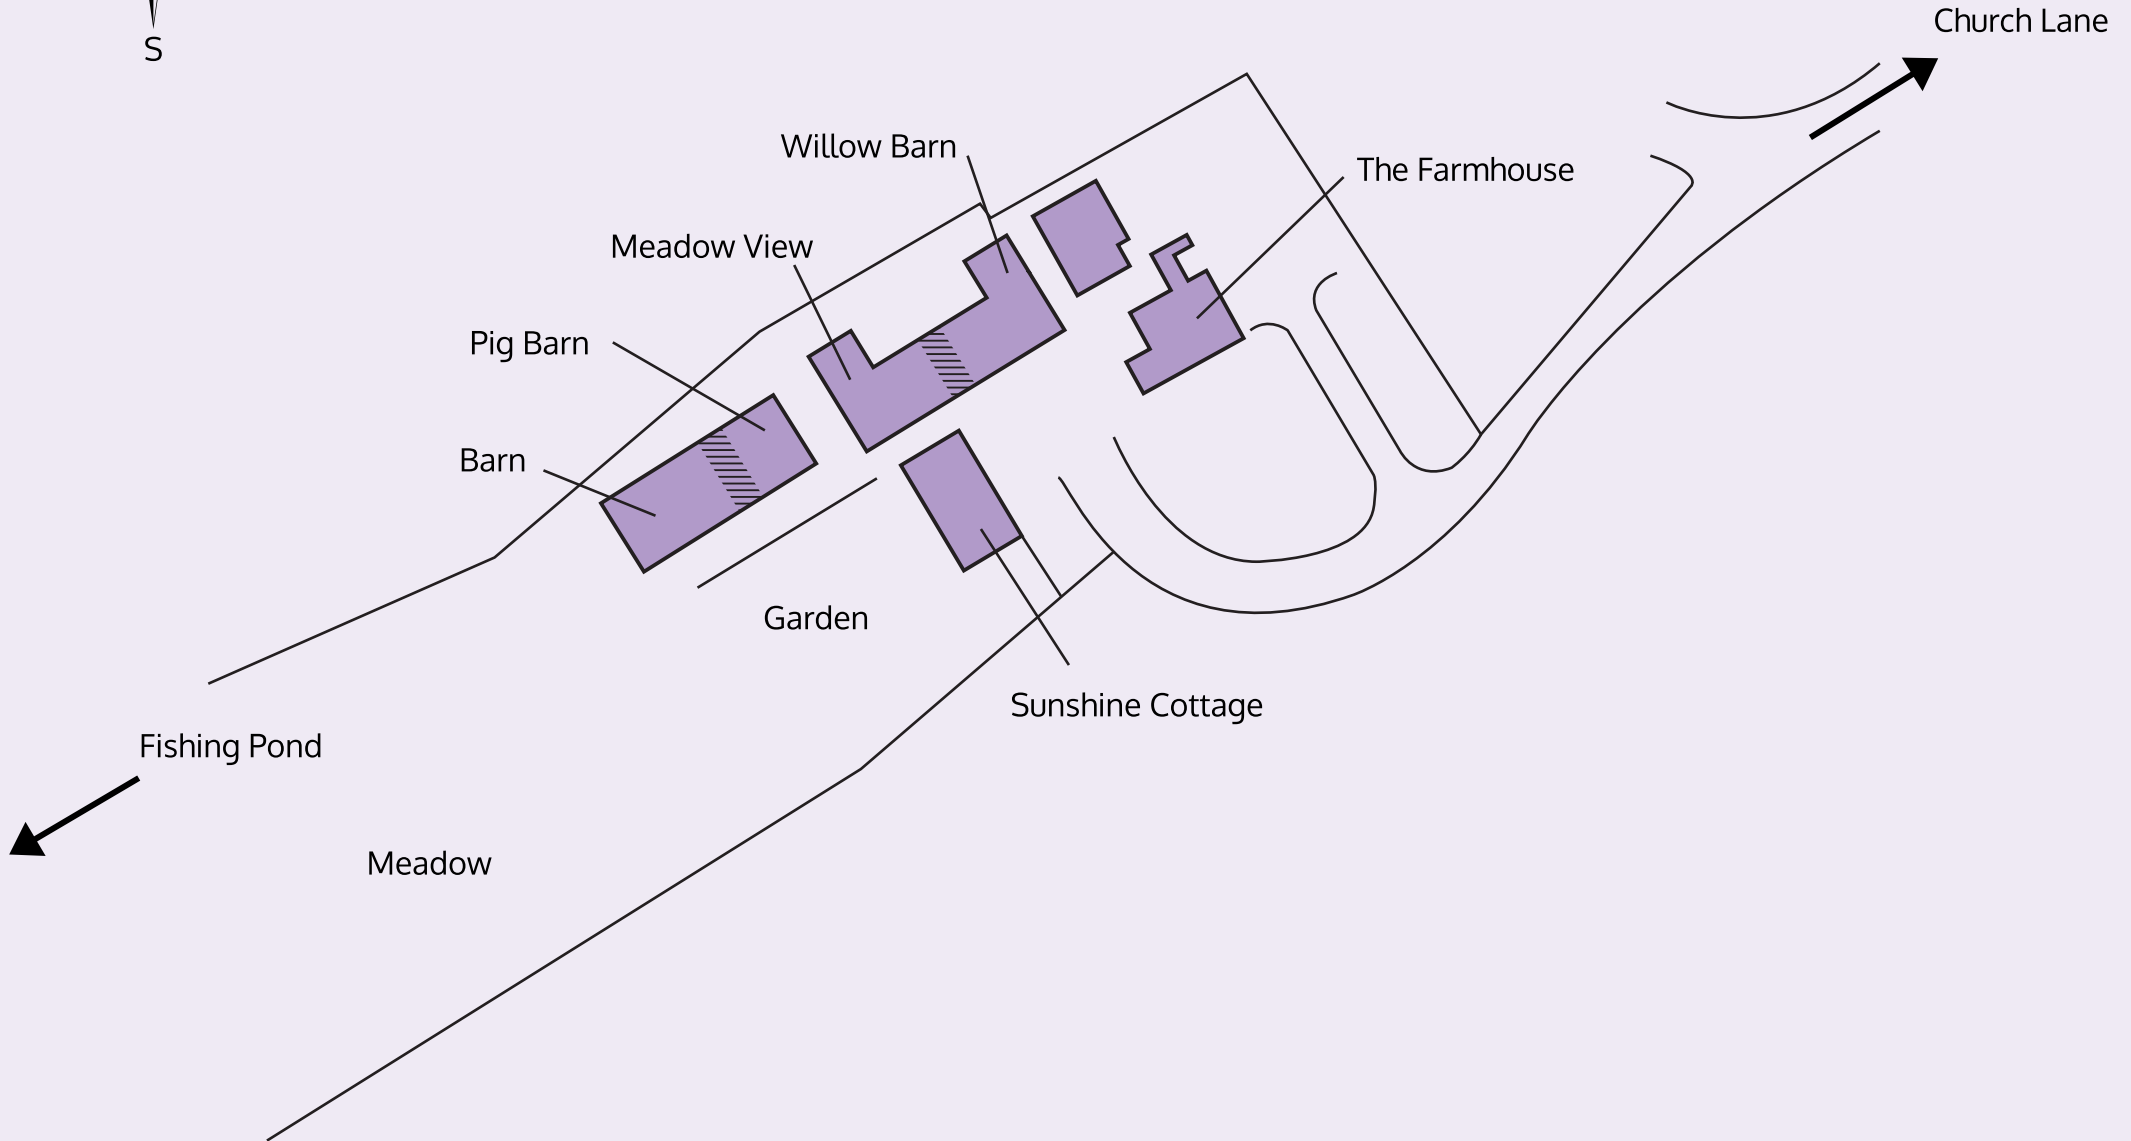 Church Lane
S
Willow Barn
The Farmhouse
Meadow View
Pig Barn
Barn
Garden
Sunshine Cottage
Fishing Pond
Meadow